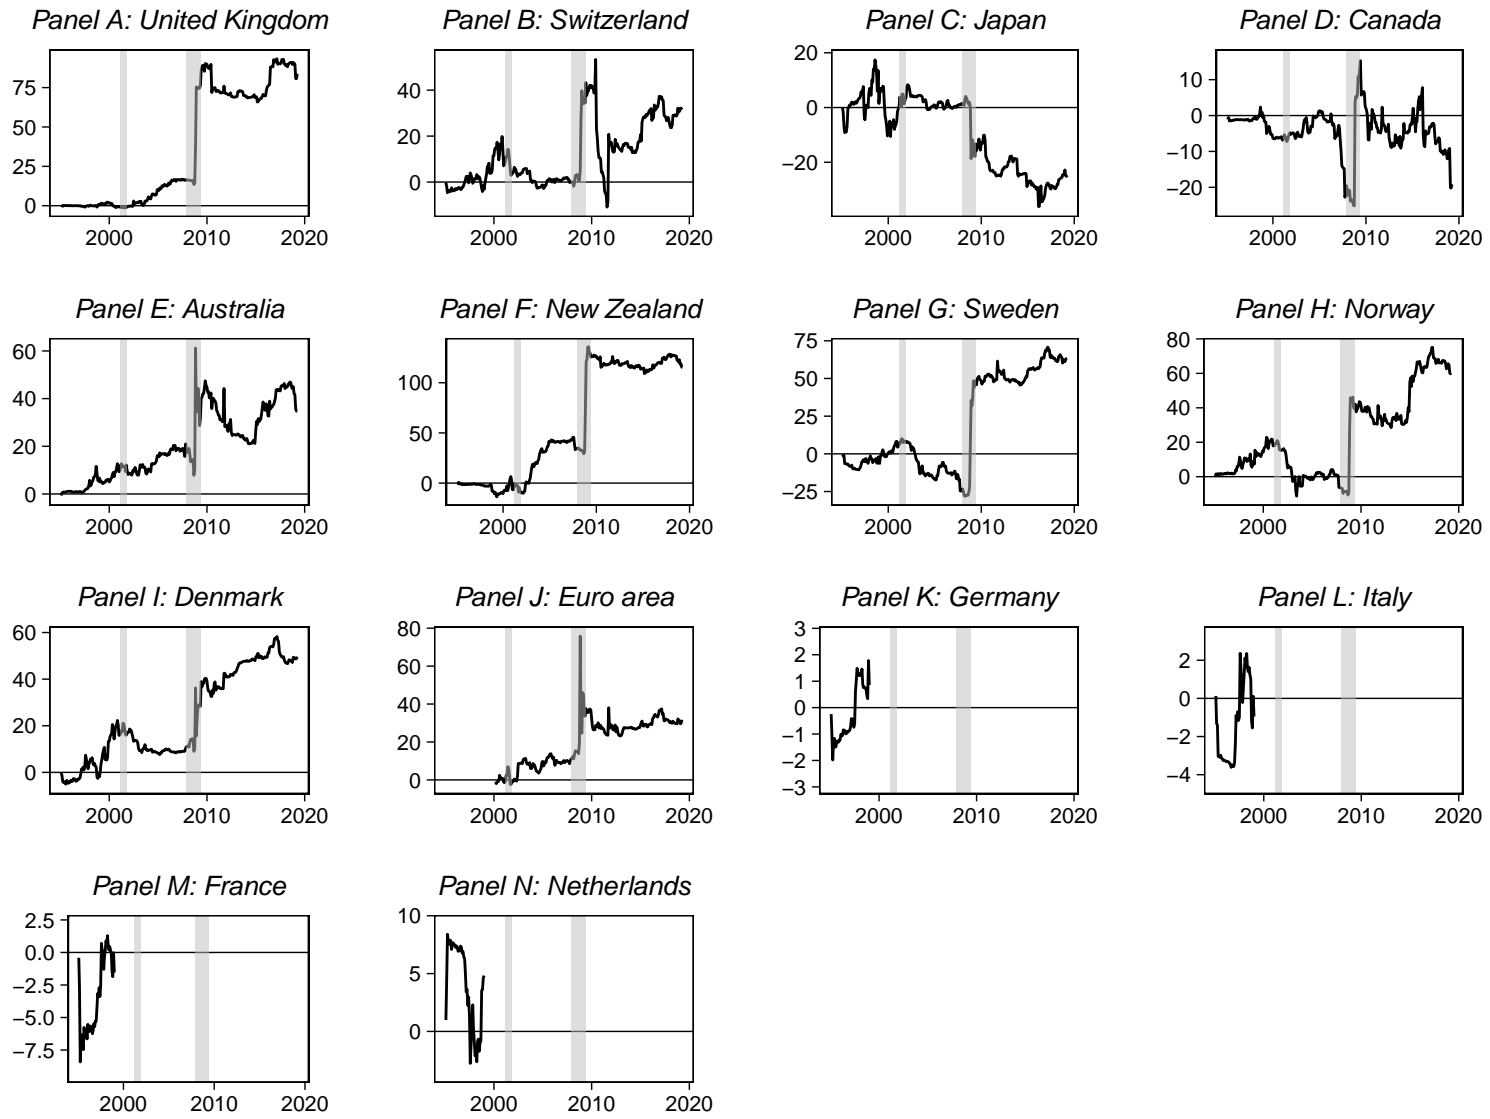 Panel A: United Kingdom
75
50
25
0
2000 2010 2020
Panel B: Switzerland
40
20
0
2000 2010 2020
Panel C: Japan
20
0
−20
2000 2010 2020
Panel D: Canada
10
0
−10
−20
2000 2010 2020
Panel E: Australia
60
40
20
0
2000 2010 2020
Panel F: New Zealand
100
50
0
2000 2010 2020
Panel G: Sweden
75
50
25
0
−25
2000 2010 2020
Panel H: Norway
80
60
40
20
0
2000 2010 2020
Panel I: Denmark
60
40
20
0
2000 2010 2020
Panel J: Euro area
80
60
40
20
0
2000 2010 2020
Panel K: Germany
3
2
1
0
−1
−2
−3
2000 2010 2020
Panel L: Italy
2
0
−2
−4
2000 2010 2020
Panel M: France
2.5
0.0
−2.5
−5.0
−7.5
2000 2010 2020
Panel N: Netherlands
10
5
0
2000 2010 2020